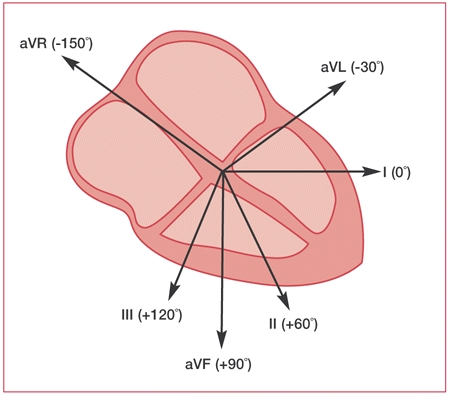 aVR (-150°)
aVL (-30°)
I (0°)
III (+120°)
II (+60°)
aVF (+90°)